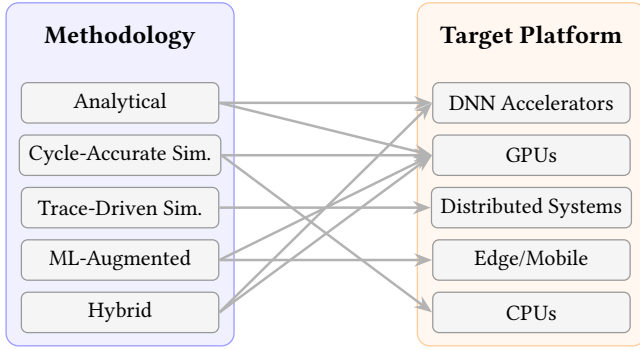 Methodology
Analytical
Cycle-Accurate Sim.
Trace-Driven Sim.
ML-Augmented
Hybrid
Target Platform
DNN Accelerators
GPUs
Distributed Systems
Edge/Mobile
CPUs